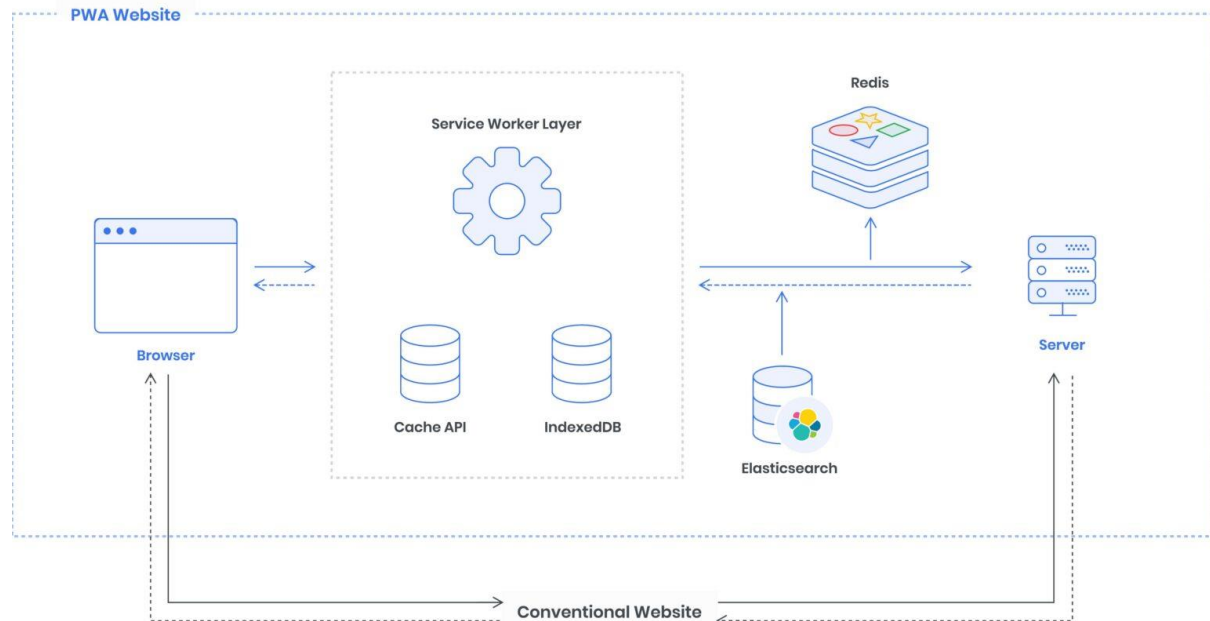 PWA Website
Redis
Service Worker Layer
Browser
Server
Cache API
IndexedDB
Elasticsearch
Conventional Website